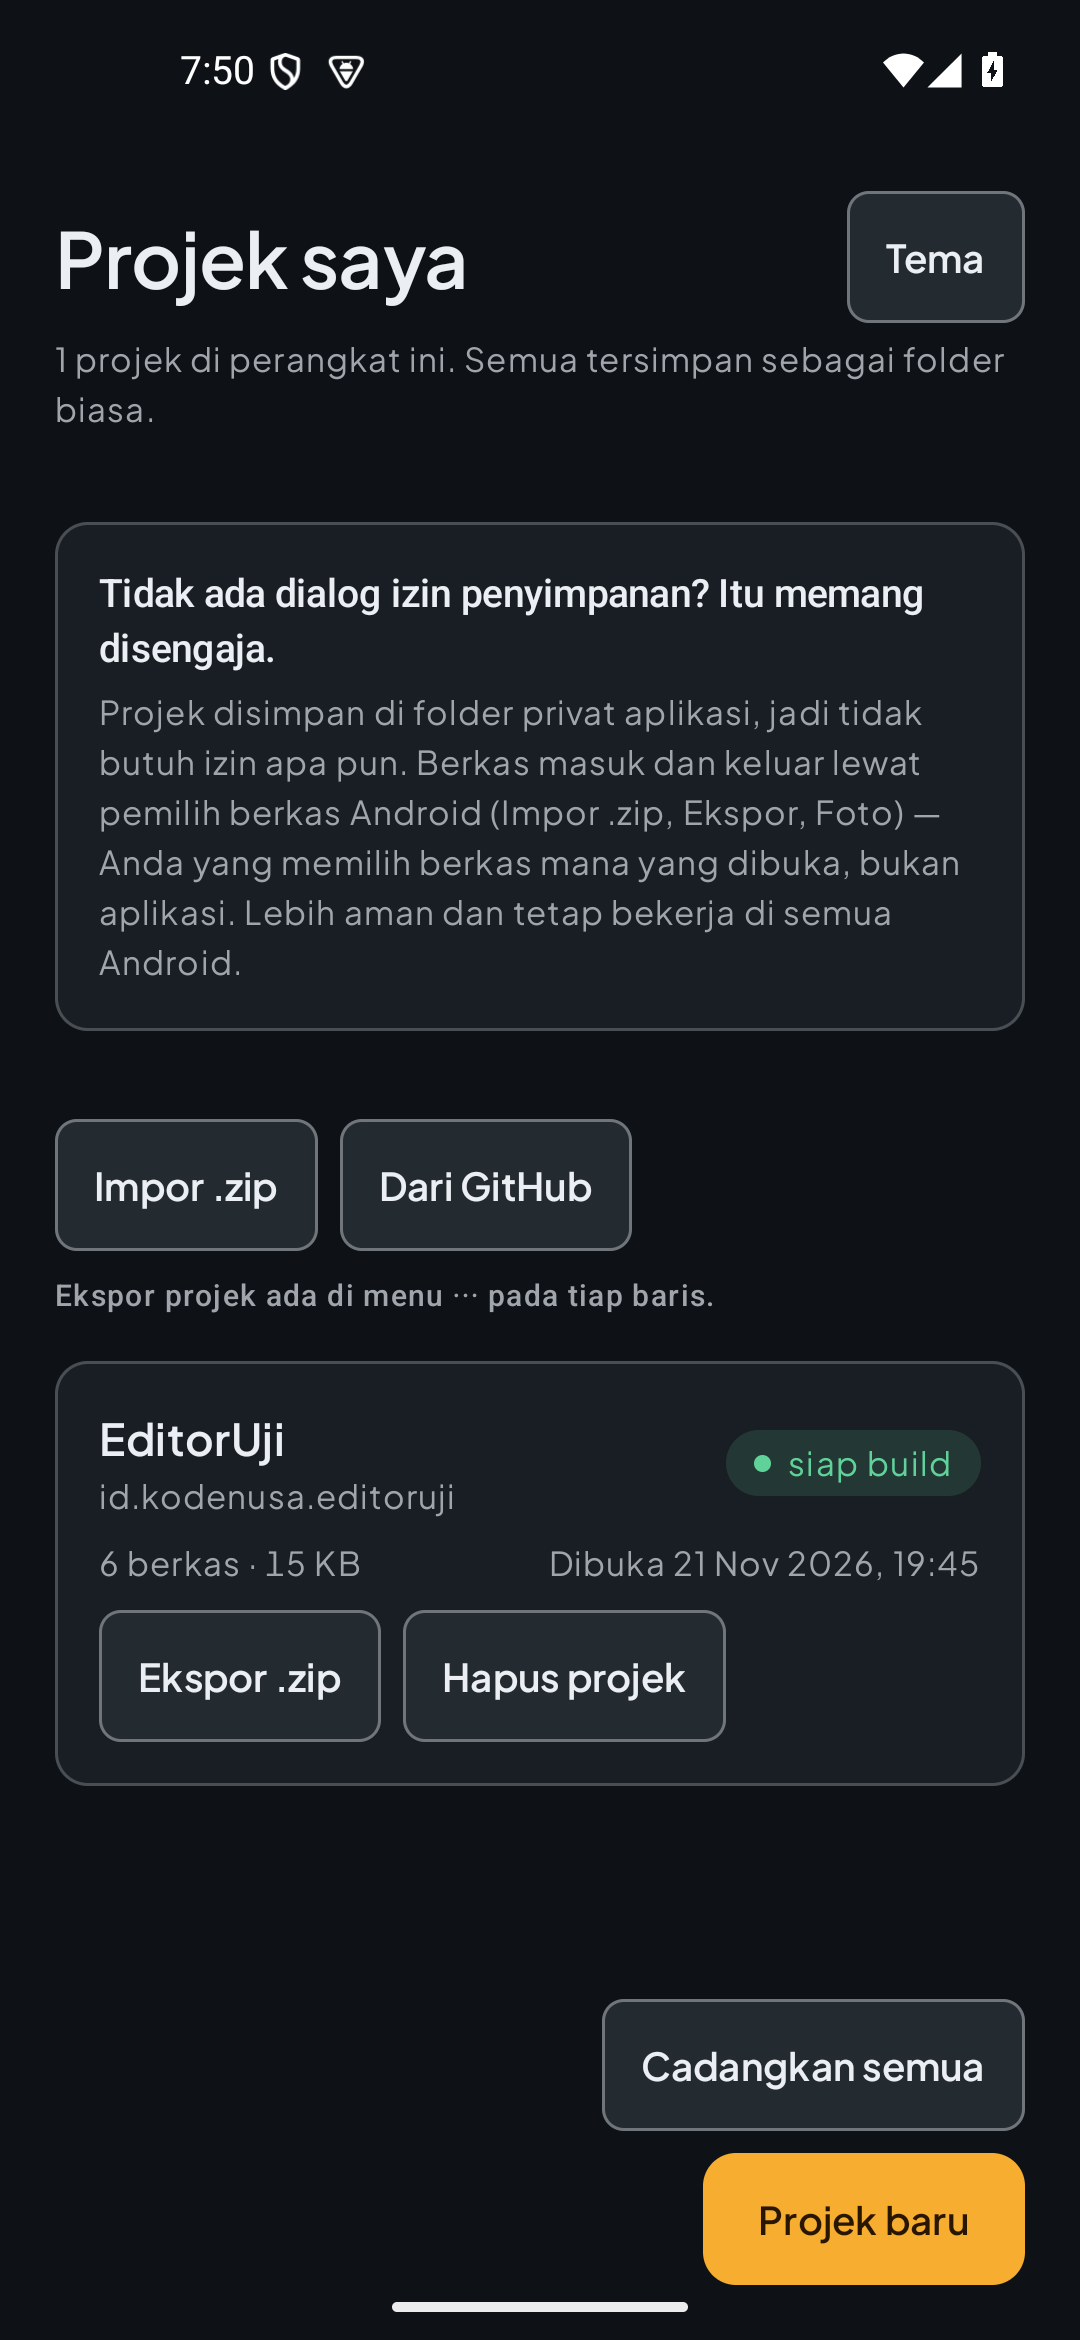 7:50
Projek saya
Tema
1 projek di perangkat ini. Semua tersimpan sebagai folder
biasa.
Tidak ada dialog izin penyimpanan? Itu memang
disengaja.
Projek disimpan di folder privat aplikasi, jadi tidak
butuh izin apa pun. Berkas masuk dan keluar lewat
pemilih berkas Android (Impor .zip, Ekspor, Foto) —
Anda yang memilih berkas mana yang dibuka, bukan
aplikasi. Lebih aman dan tetap bekerja di semua
Android.
Impor .zip
Dari GitHub
Ekspor projek ada di menu ··· pada tiap baris.
EditorUji
siap build
id.kodenusa.editoruji
6 berkas · 15 KB
Dibuka 21 Nov 2026, 19:45
Ekspor .zip
Hapus projek
Cadangkan semua
Projek baru